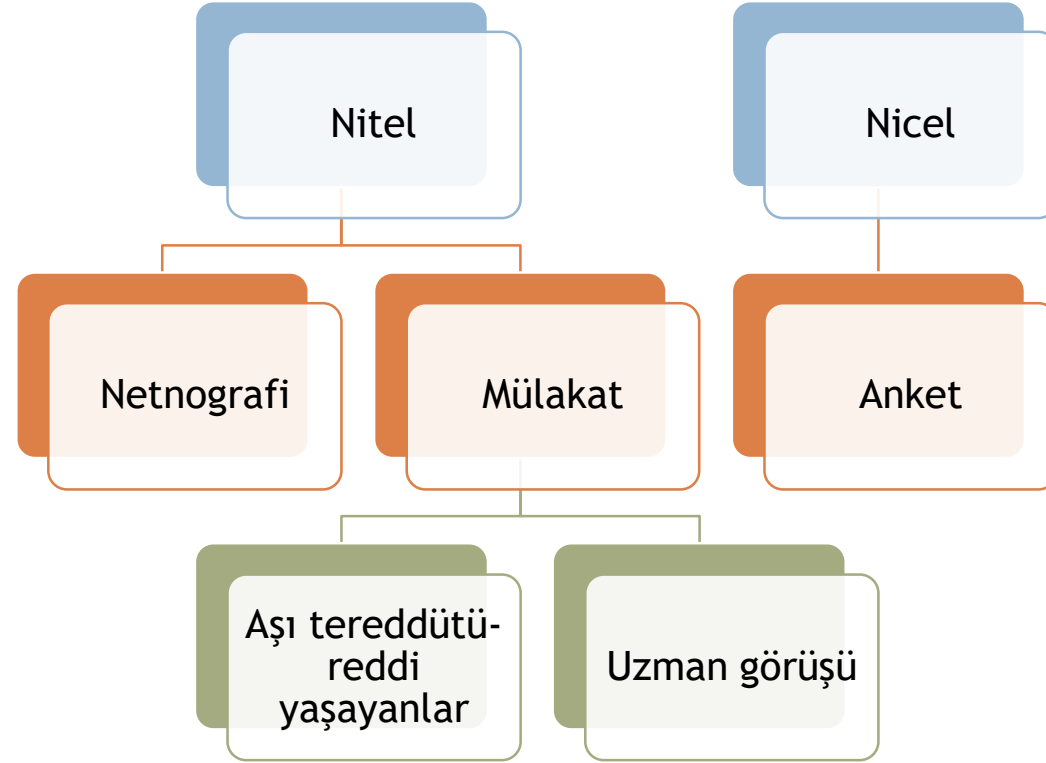 Nitel
Nicel
Netnografi
Mülakat
Anket
Aşı tereddütü-
reddi
yaşayanlar
Uzman görüşü